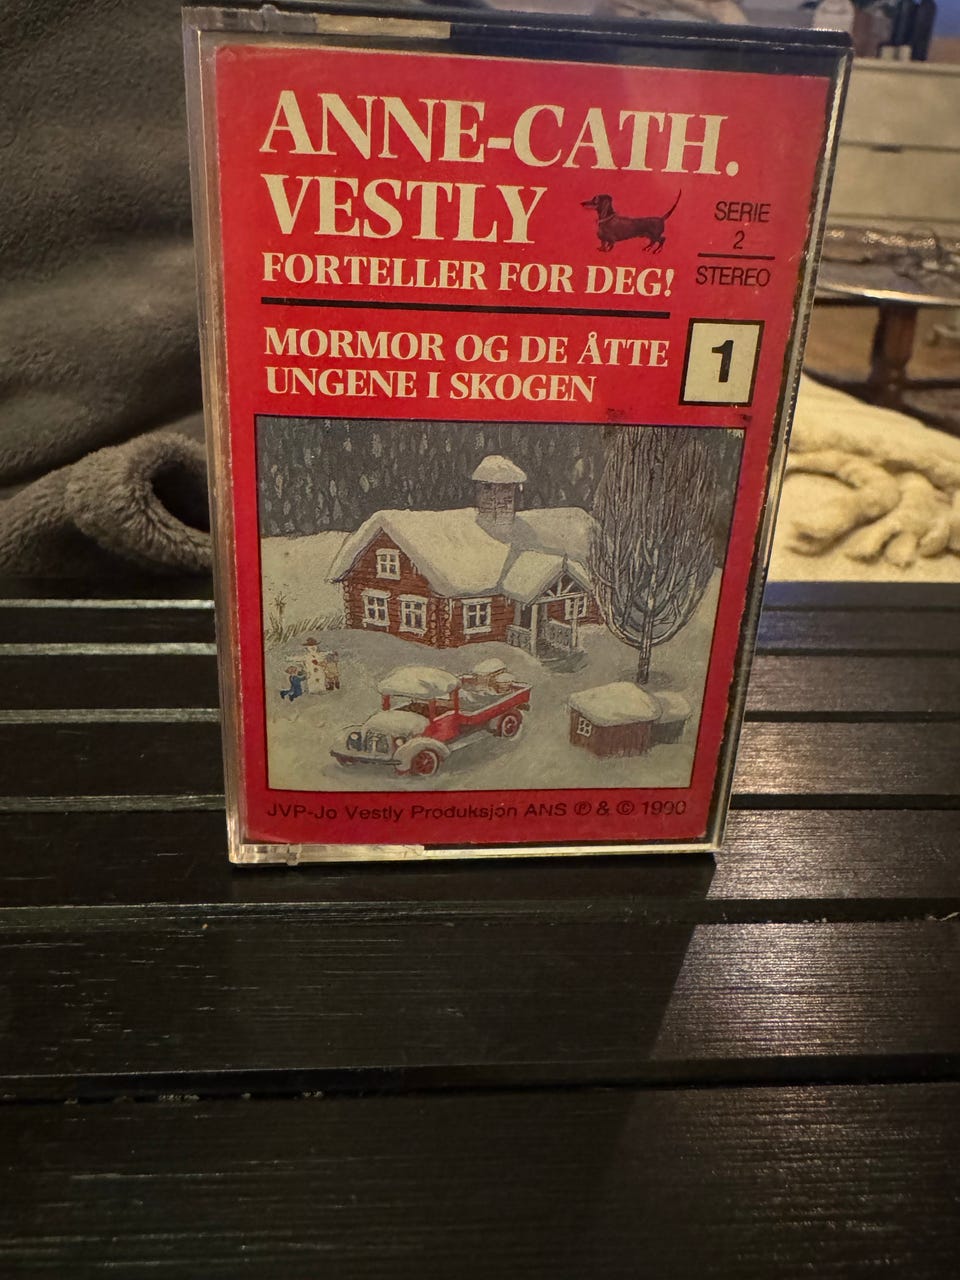 ANNE-CATH.
VESTLY
FORTELLER FOR DEG!
SERIE
2
STEREO
MORMOR OG DE ÅTTE
UNGENE I SKOGEN
1
JVP-Jo Vestly Produksjon ANS ℗ & © 1990